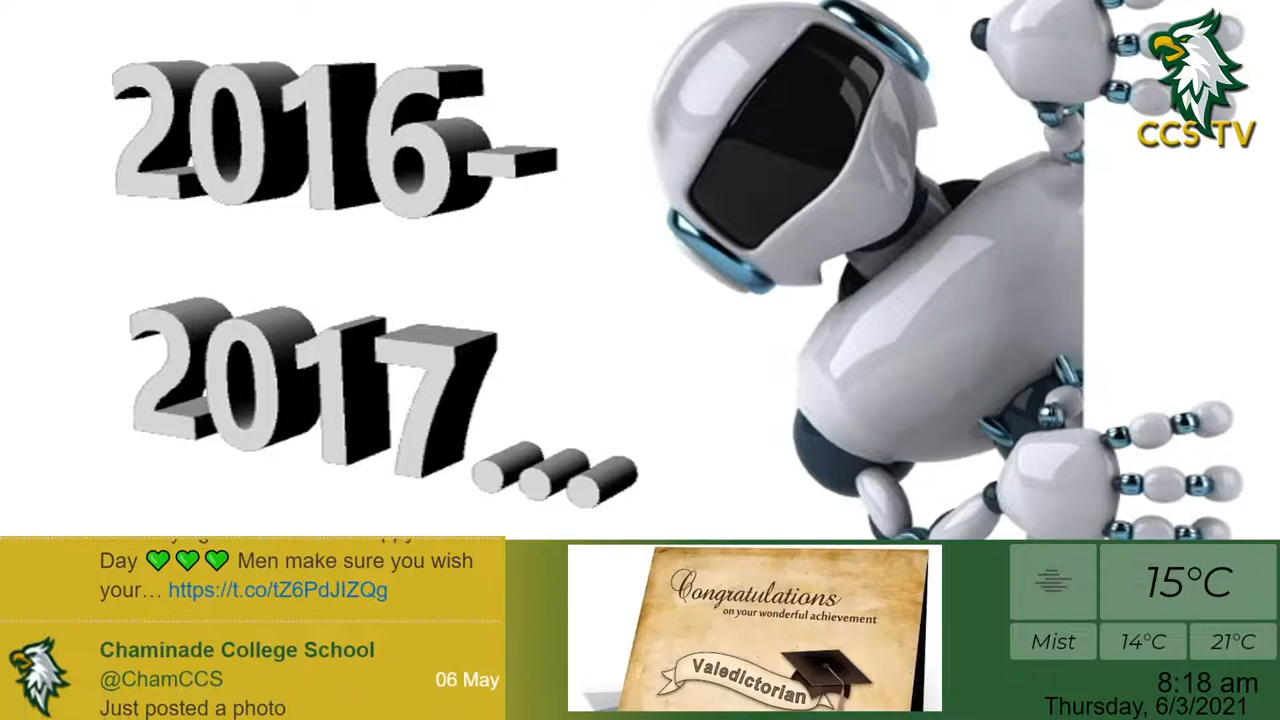 2016-
2017...
CCS TV
Day 💚💚💚 Men make sure you wish
your… https://t.co/tZ6PdJIZQg
Chaminade College School
@ChamCCS
06 May
Just posted a photo
Congratulations
on your wonderful achievement
Valedictorian
15°C
Mist
14°C
21°C
8:18 am
Thursday, 6/3/2021